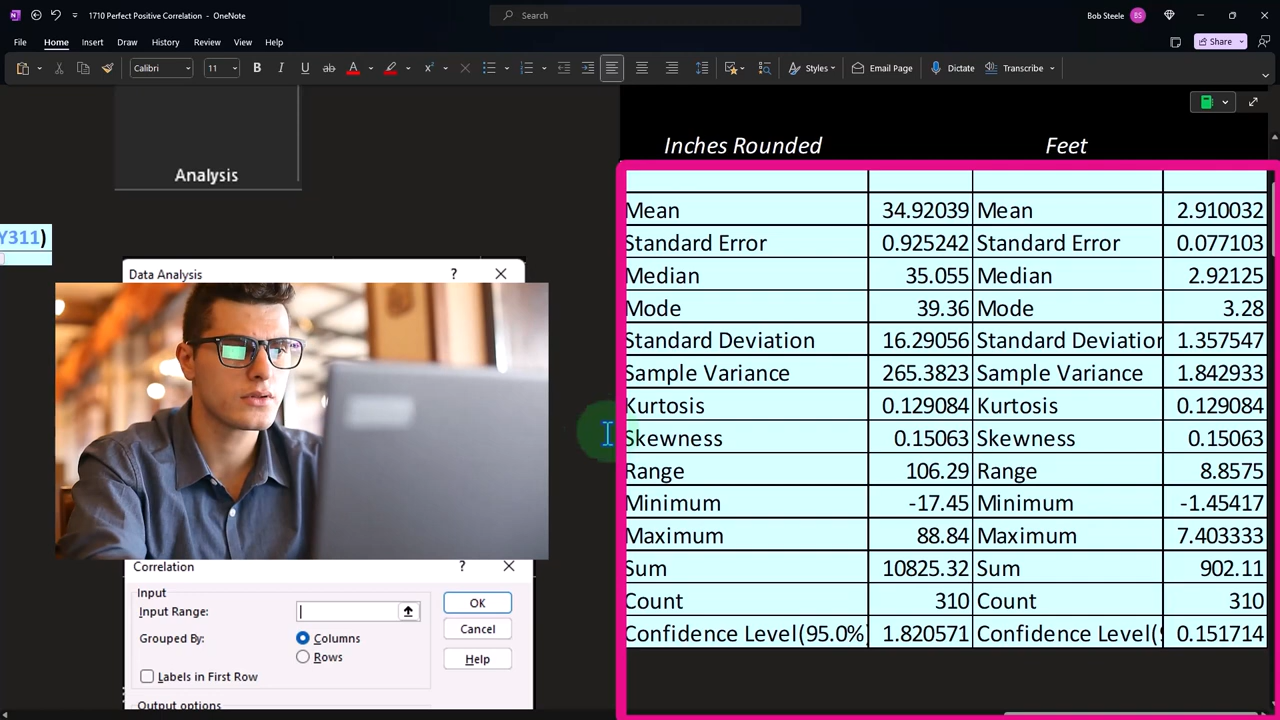 1710 Perfect Positive Correlation - OneNote
Search
Bob Steele BS
File Home Insert Draw History Review View Help
Share
Calibri 11 B I U ab A x Styles Email Page Dictate Transcribe
Analysis
Y311)
Inches Rounded Feet
Mean 34.92039 Mean 2.910032
Standard Error 0.925242 Standard Error 0.077103
Median 35.055 Median 2.92125
Mode 39.36 Mode 3.28
Standard Deviation 16.29056 Standard Deviation 1.357547
Sample Variance 265.3823 Sample Variance 1.842933
Kurtosis 0.129084 Kurtosis 0.129084
Skewness 0.15063 Skewness 0.15063
Range 106.29 Range 8.8575
Minimum -17.45 Minimum -1.45417
Maximum 88.84 Maximum 7.403333
Sum 10825.32 Sum 902.11
Count 310 Count 310
Confidence Level(95.0%) 1.820571 Confidence Level(9 0.151714
Data Analysis ?
Correlation ?
Input
Input Range:
OK
Grouped By: Columns
Cancel
Rows
Help
Labels in First Row
Output options